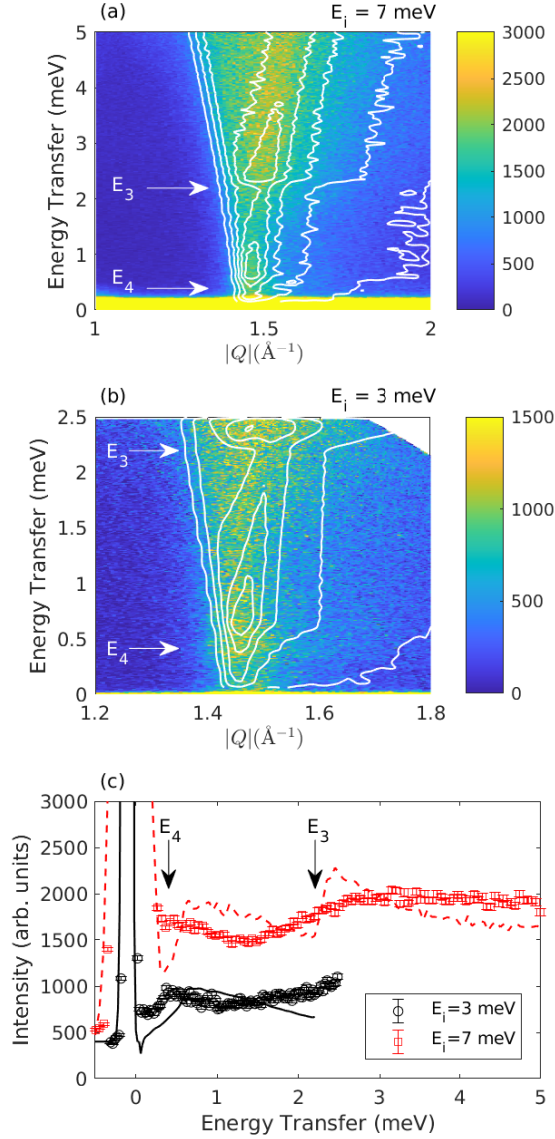 (a)
E_i = 7 meV
Energy Transfer (meV)
5
4
3
2
1
0
E_3
E_4
1
1.5
2
|Q|(Å⁻¹)
3000
2500
2000
1500
1000
500
0
(b)
E_i = 3 meV
Energy Transfer (meV)
2.5
2
1.5
1
0.5
0
E_3
E_4
1.2
1.4
1.6
1.8
|Q|(Å⁻¹)
1500
1000
500
0
(c)
Intensity (arb. units)
3000
2500
2000
1500
1000
500
0
E_4
E_3
E_i=3 meV
E_i=7 meV
0
1
2
3
4
5
Energy Transfer (meV)